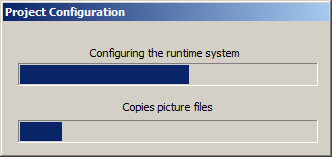 Project Configuration
Configuring the runtime system
Copies picture files